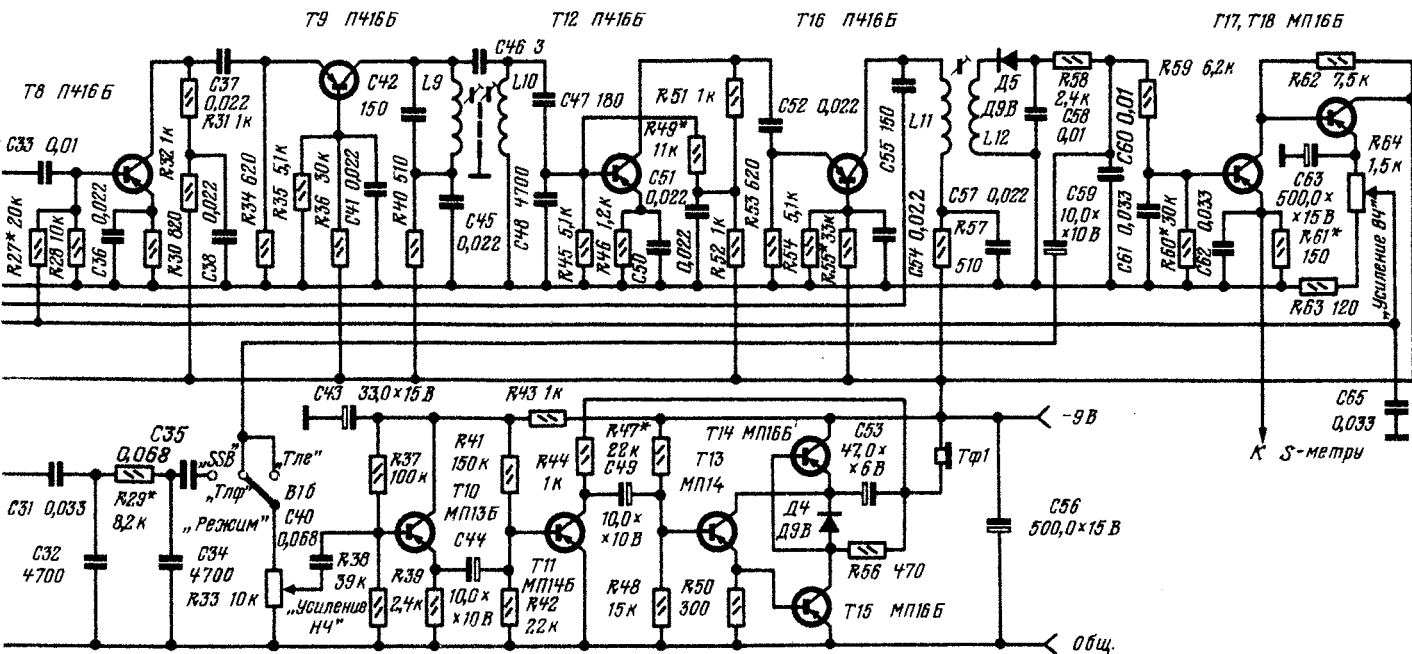 T9 П416Б
T12 П416Б
T16 П416Б
T17, T18 МП16Б
T8 П416Б
C33 0,01
R27* 20к
R28 10к
C36 0,022
R32 1к
C37
0,022
R31 1к
R30 820
C38 0,022
R34 620
R35 5,1к
R36 30к
C41 0,022
C42
150
R40 510
L9
C46 3
L10
C45
0,022
C47 180
C48 4700
R45 5,1к
R46 1,2к
R51 1к
R49*
11к
C51
0,022
C50
0,022
R52 1к
R53 620
C52 0,022
R54 5,1к
R55* 33к
C54 0,022
C55 150
L11
L12
Д5
Д9В
C57 0,022
R57
510
R58
2,4к
C58
0,01
C59
10,0×
×10 В
C60 0,01
C61 0,033
R59 6,2к
R60* 30к
C62 0,033
R61*
150
R62 7,5к
C63
500,0×
×15 В
R64
1,5к
R63 120
„Усиление ВЧ"
C65
0,033
К S-метру
C31 0,033
C32
4700
R29*
8,2к
C35
0,068
C34
4700
„SSB"
„Тле"
„Тлф"
В1б
„Режим"
R33 10к
C40
0,068
„Усиление
НЧ"
C43 33,0×15 В
R37
100к
R38
39к
T10
МП13Б
R39
2,4к
R41
150к
C44
10,0×
×10 В
R42
22к
R43 1к
R44
1к
T11
МП14Б
C49
10,0×
×10 В
R47*
22к
R48
15к
T13
МП14
R50
300
T14 МП16Б
C53
47,0×
×6 В
Д4
Д9В
R56 470
T15 МП16Б
Тф1
C56
500,0×15 В
-9 В
Общ.